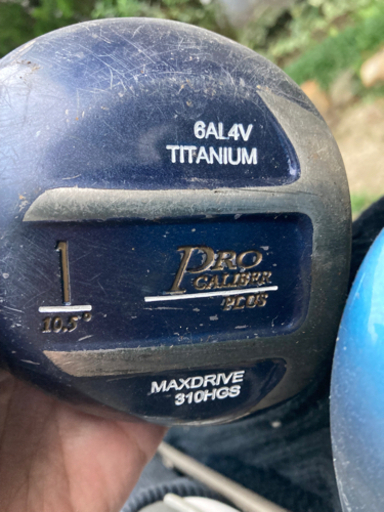 6AL4V
TITANIUM
1
10.5°
PRO
CALIBER
PLUS
MAXDRIVE
310HGS